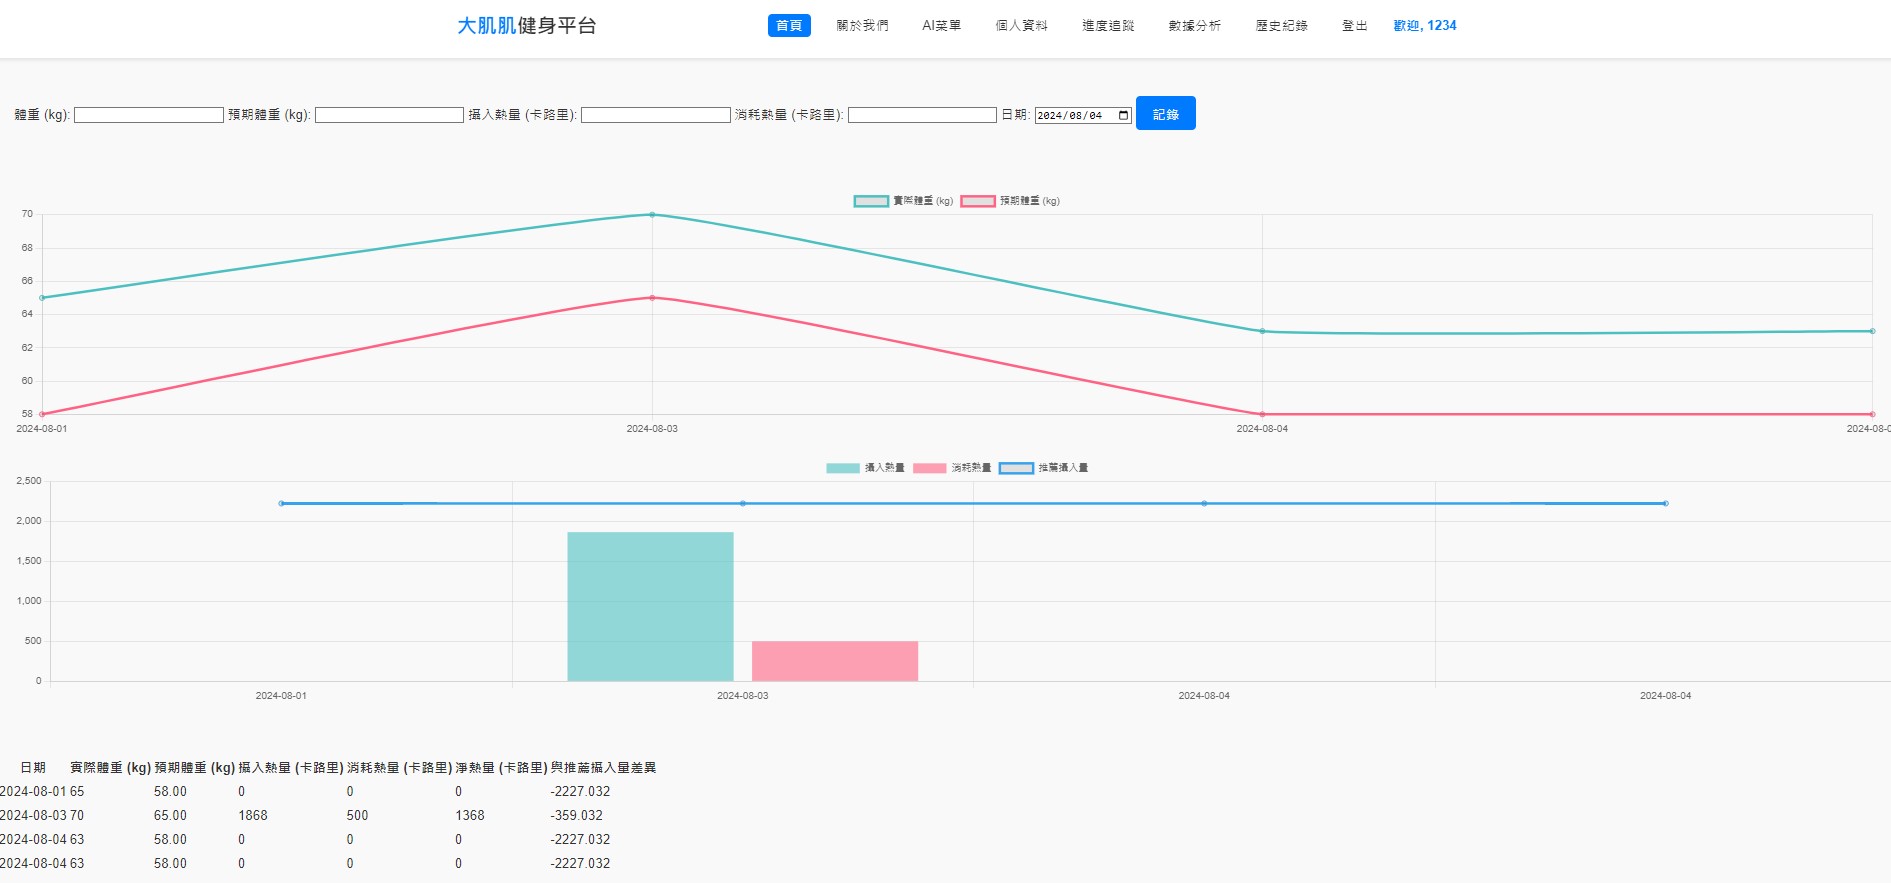 大肌肌健身平台 首頁 關於我們 AI菜單 個人資料 進度追蹤 數據分析 歷史紀錄 登出 歡迎, 1234
體重 (kg): 預期體重 (kg): 攝入熱量 (卡路里): 消耗熱量 (卡路里): 日期: 2024/08/04 記錄
實際體重 (kg) 預期體重 (kg)
70
68
66
64
62
60
58
2024-08-01 2024-08-03 2024-08-04 2024-08-0
攝入熱量 消耗熱量 推薦攝入量
2,500
2,000
1,500
1,000
500
0
2024-08-01 2024-08-03 2024-08-04 2024-08-04
日期 實際體重 (kg) 預期體重 (kg) 攝入熱量 (卡路里) 消耗熱量 (卡路里) 淨熱量 (卡路里) 與推薦攝入量差異
2024-08-01 65 58.00 0 0 0 -2227.032
2024-08-03 70 65.00 1868 500 1368 -359.032
2024-08-04 63 58.00 0 0 0 -2227.032
2024-08-04 63 58.00 0 0 0 -2227.032